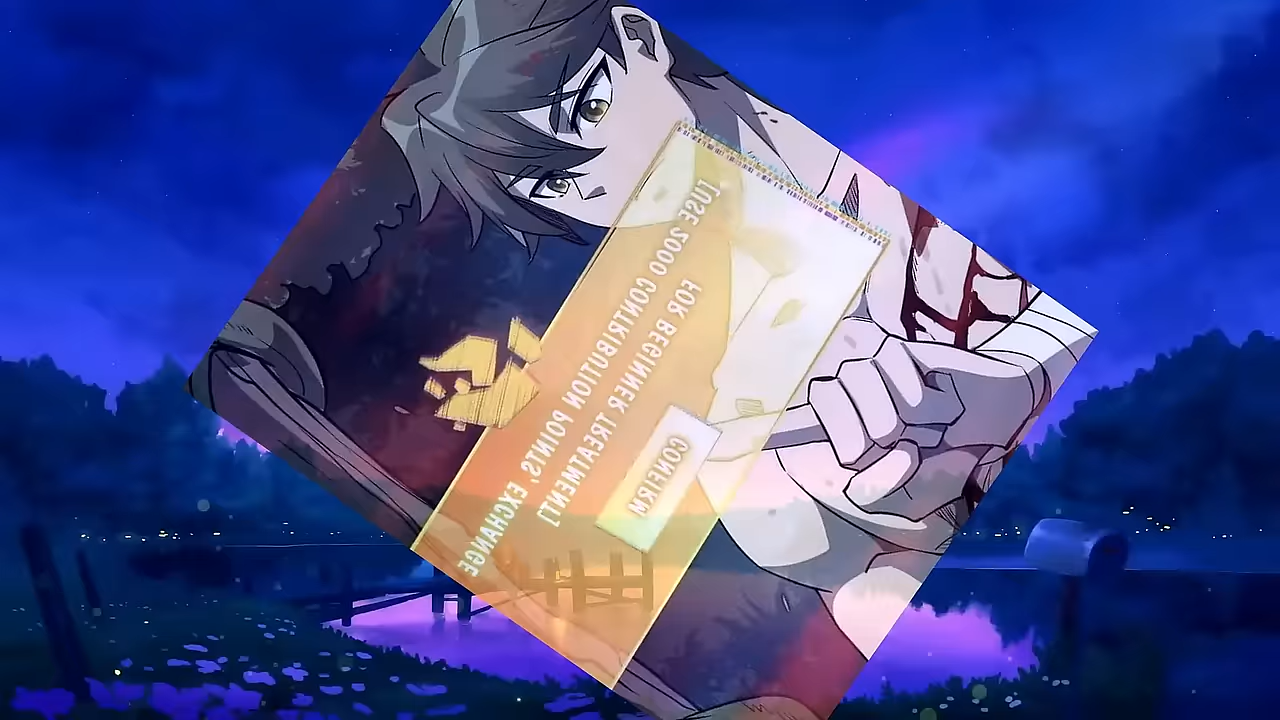 [USE 2000 CONTRIBUTION POINTS, EXCHANGE
FOR BEGINNER TREATMENT]
CONFIRM